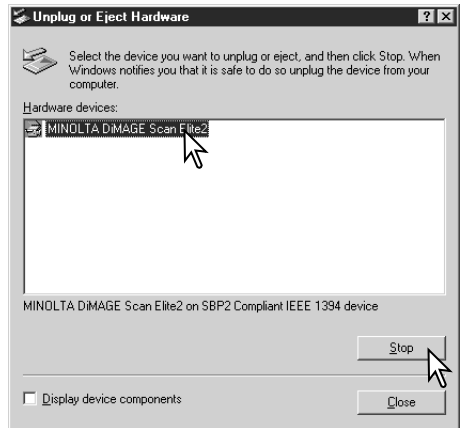 Unplug or Eject Hardware
Select the device you want to unplug or eject, and then click Stop. When
Windows notifies you that it is safe to do so unplug the device from your
computer.
Hardware devices:
MINOLTA DiMAGE Scan Elite2
MINOLTA DiMAGE Scan Elite2 on SBP2 Compliant IEEE 1394 device
Stop
Display device components
Close